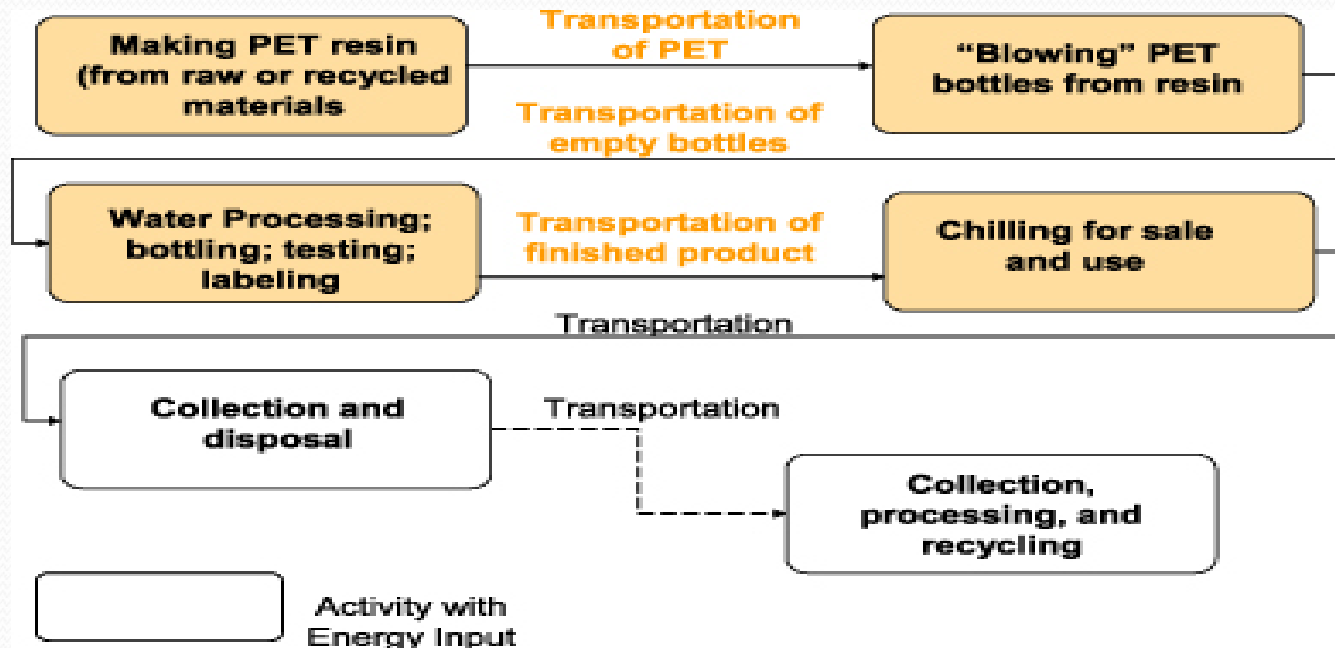 Making PET resin
(from raw or recycled
materials
Transportation
of PET
“Blowing” PET
bottles from resin
Transportation of
empty bottles
Water Processing;
bottling; testing;
labeling
Transportation of
finished product
Chilling for sale
and use
Transportation
Collection and
disposal
Transportation
Collection,
processing, and
recycling
Activity with
Energy Input